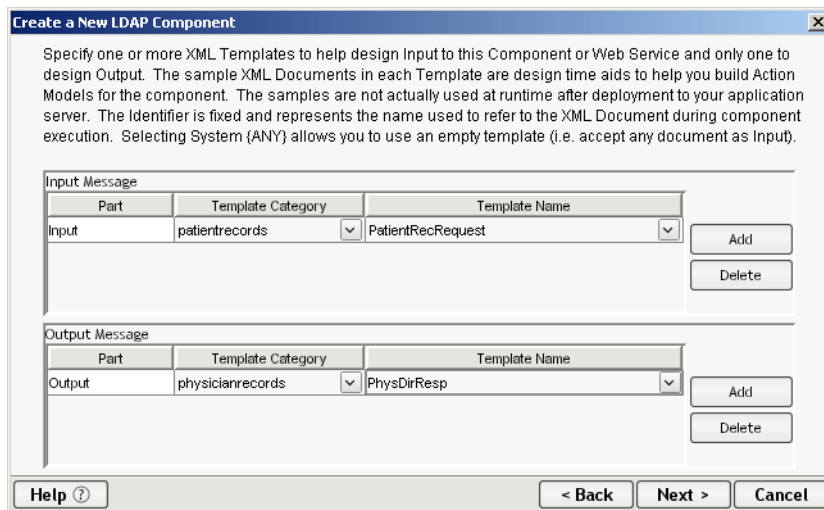 Create a New LDAP Component
Specify one or more XML Templates to help design Input to this Component or Web Service and only one to
design Output. The sample XML Documents in each Template are design time aids to help you build Action
Models for the component. The samples are not actually used at runtime after deployment to your application
server. The Identifier is fixed and represents the name used to refer to the XML Document during component
execution. Selecting System {ANY} allows you to use an empty template (i.e. accept any document as Input).
Input Message
Part Template Category Template Name
Input patientrecords PatientRecRequest
Add
Delete
Output Message
Part Template Category Template Name
Output physicianrecords PhysDirResp
Add
Delete
Help ? < Back Next > Cancel